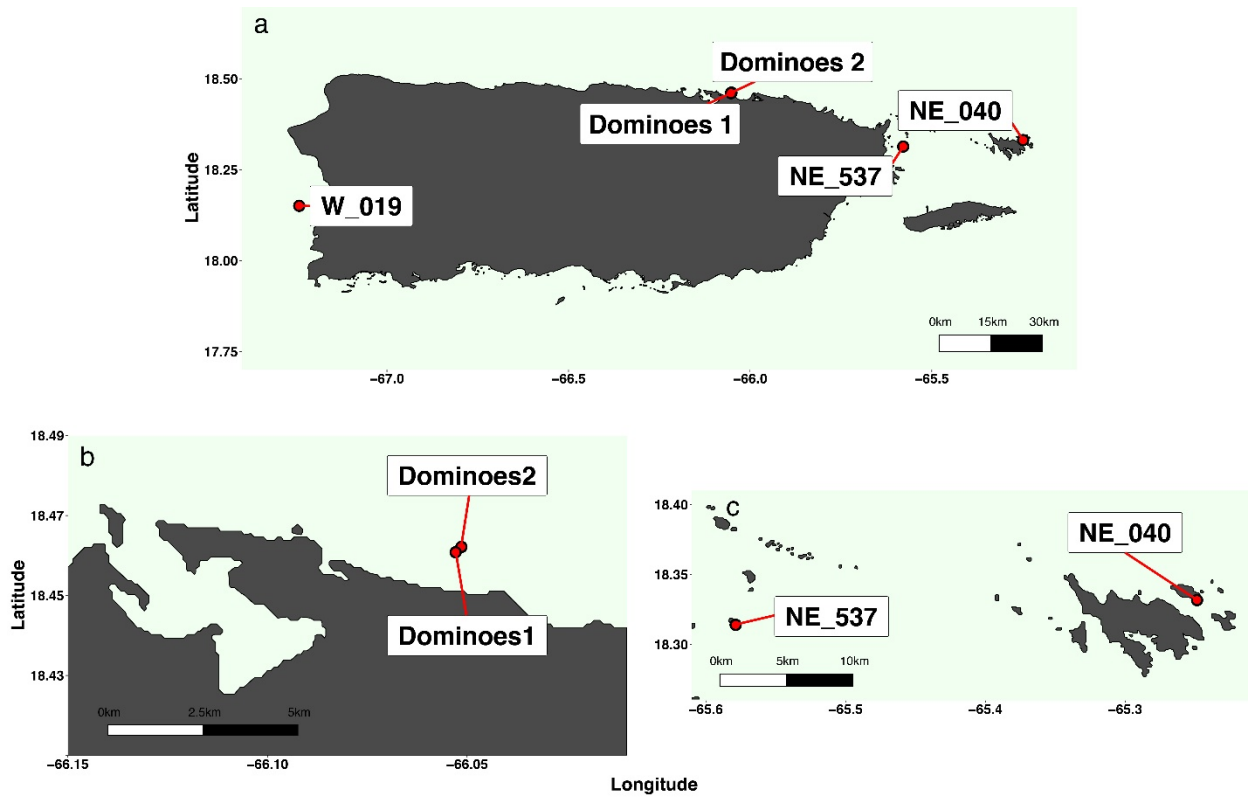 a
Dominoes 2
18.50
NE_040
Dominoes 1
18.25
NE_537
Latitude
W_019
18.00
0km 15km 30km
17.75
−67.0 −66.5 −66.0 −65.5
18.49
b
Dominoes2
18.47
Latitude
18.45
Dominoes1
18.43
0km 2.5km 5km
−66.15 −66.10 −66.05
18.40
c
NE_040
18.35
NE_537
18.30
0km 5km 10km
−65.6 −65.5 −65.4 −65.3
Longitude